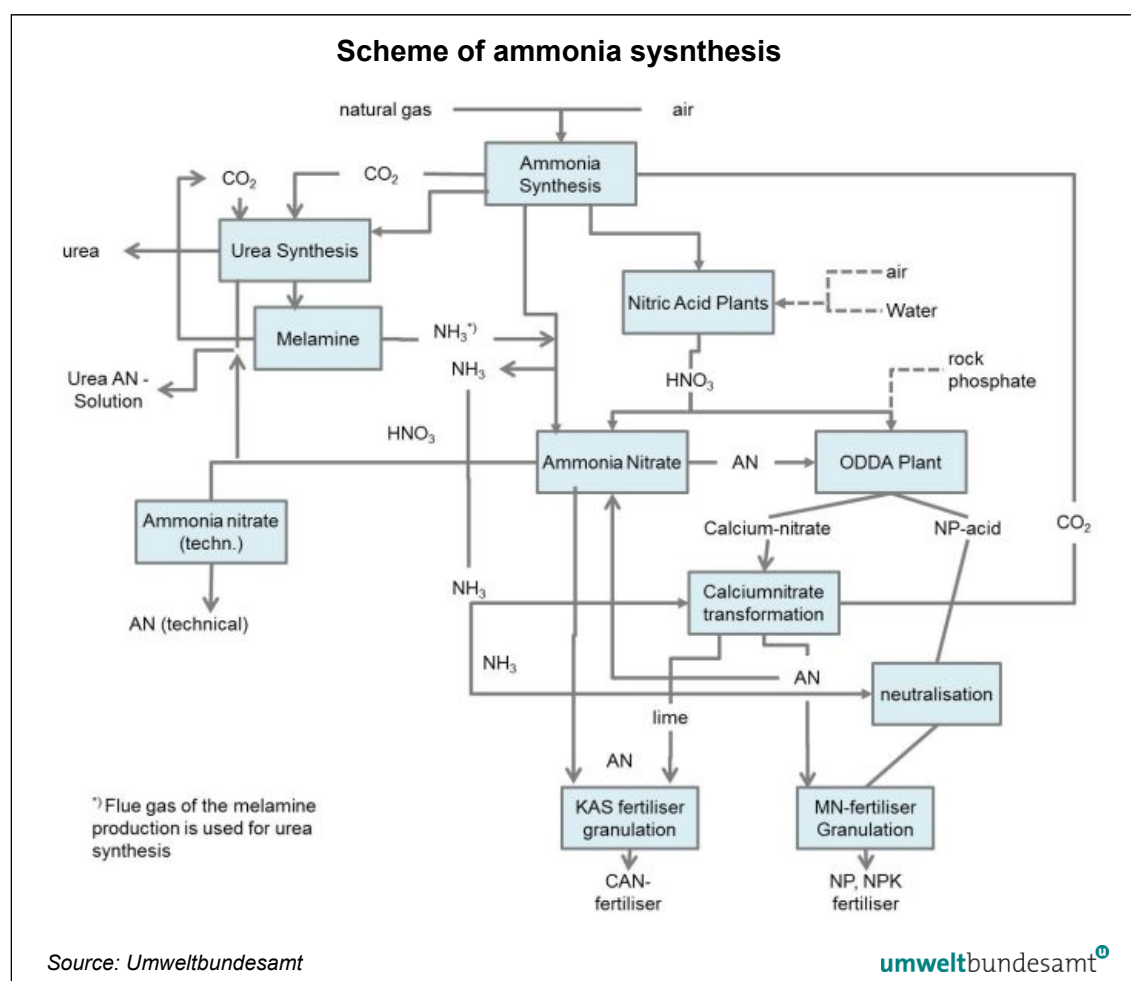 Scheme of ammonia sysnthesis
natural gas
air
Ammonia
Synthesis
CO₂
CO₂
urea
Urea Synthesis
Nitric Acid Plants
air
Water
Melamine
NH₃*)
NH₃
HNO₃
rock
phosphate
Urea AN -
Solution
HNO₃
Ammonia Nitrate
AN
ODDA Plant
Ammonia nitrate
(techn.)
Calcium-nitrate
NP-acid
CO₂
AN (technical)
NH₃
Calciumnitrate
transformation
NH₃
AN
neutralisation
lime
AN
*) Flue gas of the melamine
production is used for urea
synthesis
KAS fertiliser
granulation
MN-fertiliser
Granulation
CAN-
fertiliser
NP, NPK
fertiliser
Source: Umweltbundesamt
umweltbundesamt
u